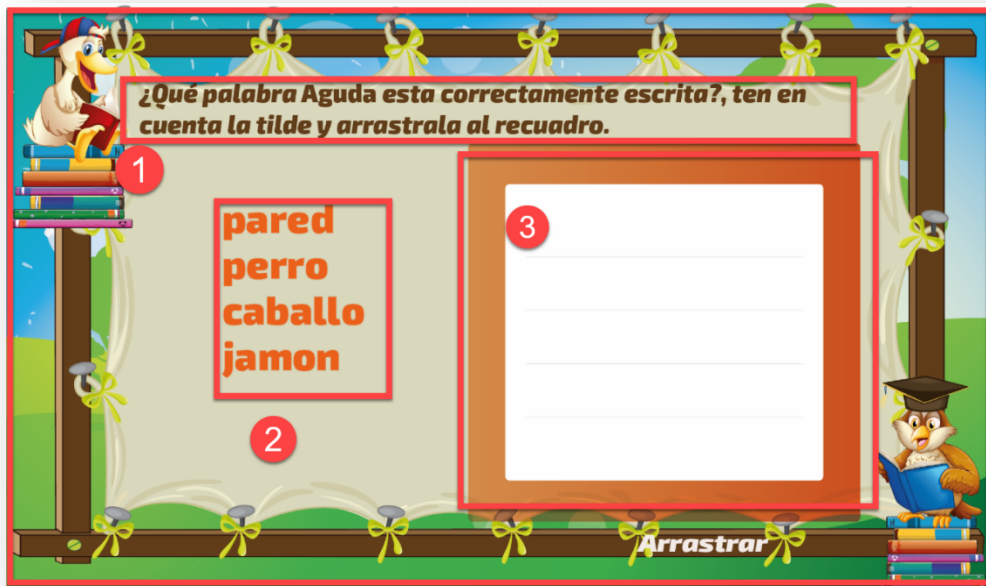 ¿Qué palabra Aguda esta correctamente escrita?, ten en
cuenta la tilde y arrastrala al recuadro.
1
pared
perro
caballo
jamon
2
3
Arrastrar